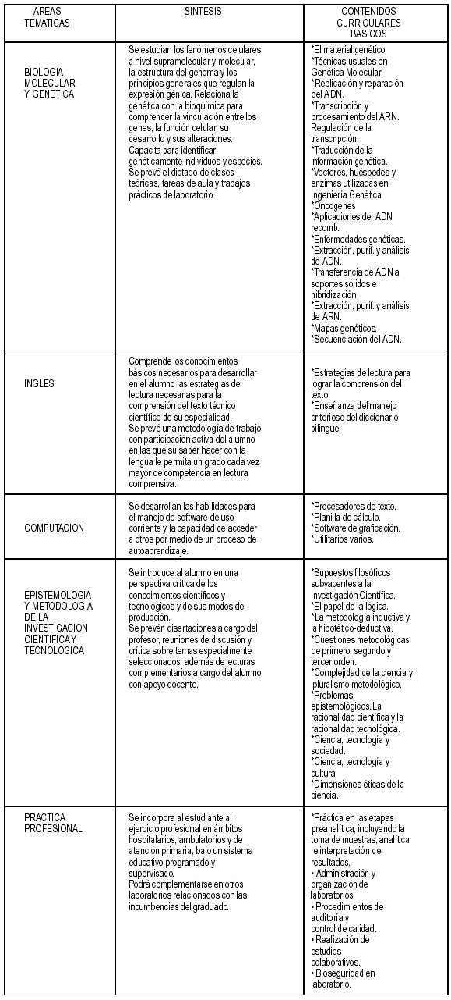 AREAS
TEMATICAS
SINTESIS
CONTENIDOS
CURRICULARES
BASICOS
BIOLOGIA
MOLECULAR
Y GENETICA
Se estudian los fenómenos celulares
a nivel supramolecular y molecular,
la estructura del genoma y los
principios generales que regulan la
expresión génica. Relaciona la
genética con la bioquímica para
comprender la vinculación entre los
genes, la función celular, su
desarrollo y sus alteraciones.
Capacita para identificar
genéticamente individuos y especies.
Se prevé el dictado de clases
teóricas, tareas de aula y trabajos
prácticos de laboratorio.
*El material genético.
*Técnicas usuales en
Genética Molecular.
*Replicación y reparación
del ADN.
*Transcripción y
procesamiento del ARN.
Regulación de la
transcripción.
*Traducción de la
información genética.
*Vectores, huéspedes y
enzimas utilizadas en
Ingeniería Genética
*Oncogenes
*Aplicaciones del ADN
recomb.
*Enfermedades genéticas.
*Extracción, purif. y análisis
de ADN.
*Transferencia de ADN a
soportes sólidos e
hibridización
*Extracción, purif. y análisis
de ARN.
*Mapas genéticos.
*Secuenciación del ADN.
INGLES
Comprende los conocimientos
básicos necesarios para desarrollar
en el alumno las estrategias de
lectura necesarias para la
comprensión del texto técnico
científico de su especialidad.
Se prevé una metodología de trabajo
con participación activa del alumno
en las que su saber hacer con la
lengua le permita un grado cada vez
mayor de competencia en lectura
comprensiva.
*Estrategias de lectura para
lograr la comprensión del
texto.
*Enseñanza del manejo
criterioso del diccionario
bilingüe.
COMPUTACION
Se desarrollan las habilidades para
el manejo de software de uso
corriente y la capacidad de acceder
a otros por medio de un proceso de
autoaprendizaje.
*Procesadores de texto.
*Planilla de cálculo.
*Software de graficación.
*Utilitarios varios.
EPISTEMOLOGIA
Y METODOLOGIA
DE LA
INVESTIGACION
CIENTIFICA Y
TECNOLOGICA
Se introduce al alumno en una
perspectiva crítica de los
conocimientos científicos y
tecnológicos y de sus modos de
producción.
Se prevén disertaciones a cargo del
profesor, reuniones de discusión y
crítica sobre temas especialmente
seleccionados, además de lecturas
complementarios a cargo del alumno
con apoyo docente.
*Supuestos filosóficos
subyacentes a la
Investigación Científica.
*El papel de la lógica.
*La metodología inductiva y
la hipotético-deductiva.
*Cuestiones metodológicas
de primero, segundo y
tercer orden.
*Complejidad de la ciencia y
pluralismo metodológico.
*Problemas
epistemológicos. La
racionalidad científica y la
racionalidad tecnológica.
*Ciencia, tecnología y
sociedad.
*Ciencia, tecnología y
cultura.
*Dimensiones éticas de la
ciencia.
PRACTICA
PROFESIONAL
Se incorpora al estudiante al
ejercicio profesional en ámbitos
hospitalarios, ambulatorios y de
atención primaria, bajo un sistema
educativo programado y
supervisado.
Podrá complementarse en otros
laboratorios relacionados con las
incumbencias del graduado.
*Práctica en las etapas
preanalítica, incluyendo la
toma de muestras, analítica
e interpretación de
resultados.
• Administración y
organización de
laboratorios.
• Procedimientos de
auditoría y
control de calidad.
• Realización de
estudios
colaborativos.
• Bioseguridad en
laboratorio.